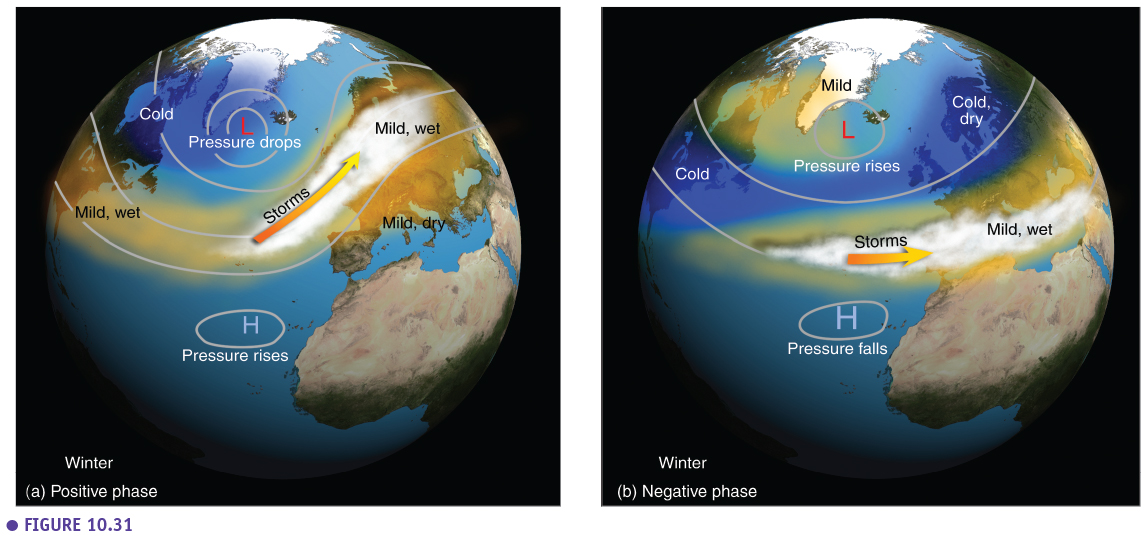 Cold
L
Pressure drops
Mild, wet
Mild, wet
Storms
Mild, dry
H
Pressure rises
Winter
(a) Positive phase
Mild
Cold,
dry
L
Pressure rises
Cold
Storms
Mild, wet
H
Pressure falls
Winter
(b) Negative phase
● FIGURE 10.31